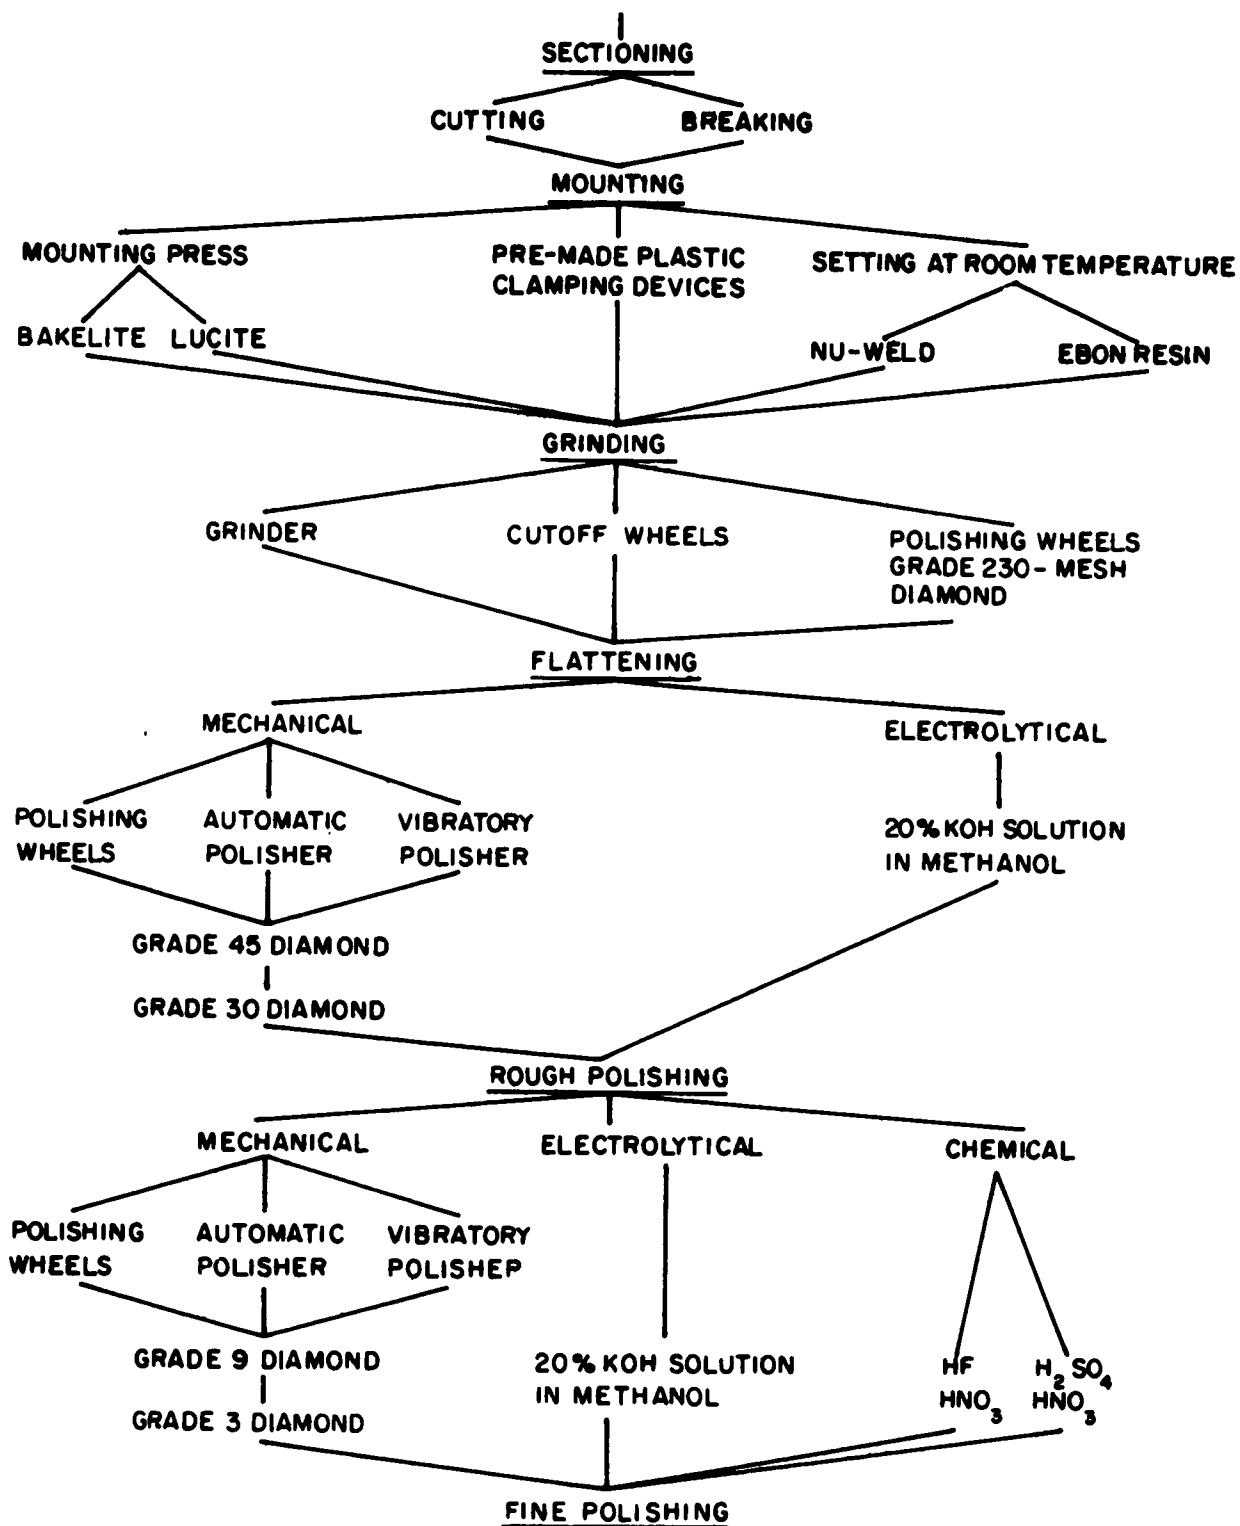 SECTIONING
CUTTING
BREAKING
MOUNTING
MOUNTING PRESS
PRE-MADE PLASTIC
CLAMPING DEVICES
SETTING AT ROOM TEMPERATURE
BAKELITE
LUCITE
NU-WELD
EBON RESIN
GRINDING
GRINDER
CUTOFF WHEELS
POLISHING WHEELS
GRADE 230-MESH
DIAMOND
FLATTENING
MECHANICAL
ELECTROLYTICAL
POLISHING
WHEELS
AUTOMATIC
POLISHER
VIBRATORY
POLISHER
20% KOH SOLUTION
IN METHANOL
GRADE 45 DIAMOND
GRADE 30 DIAMOND
ROUGH POLISHING
MECHANICAL
ELECTROLYTICAL
CHEMICAL
POLISHING
WHEELS
AUTOMATIC
POLISHER
VIBRATORY
POLISHEP
GRADE 9 DIAMOND
GRADE 3 DIAMOND
20% KOH SOLUTION
IN METHANOL
HF
HNO3
H2SO4
HNO3
FINE POLISHING